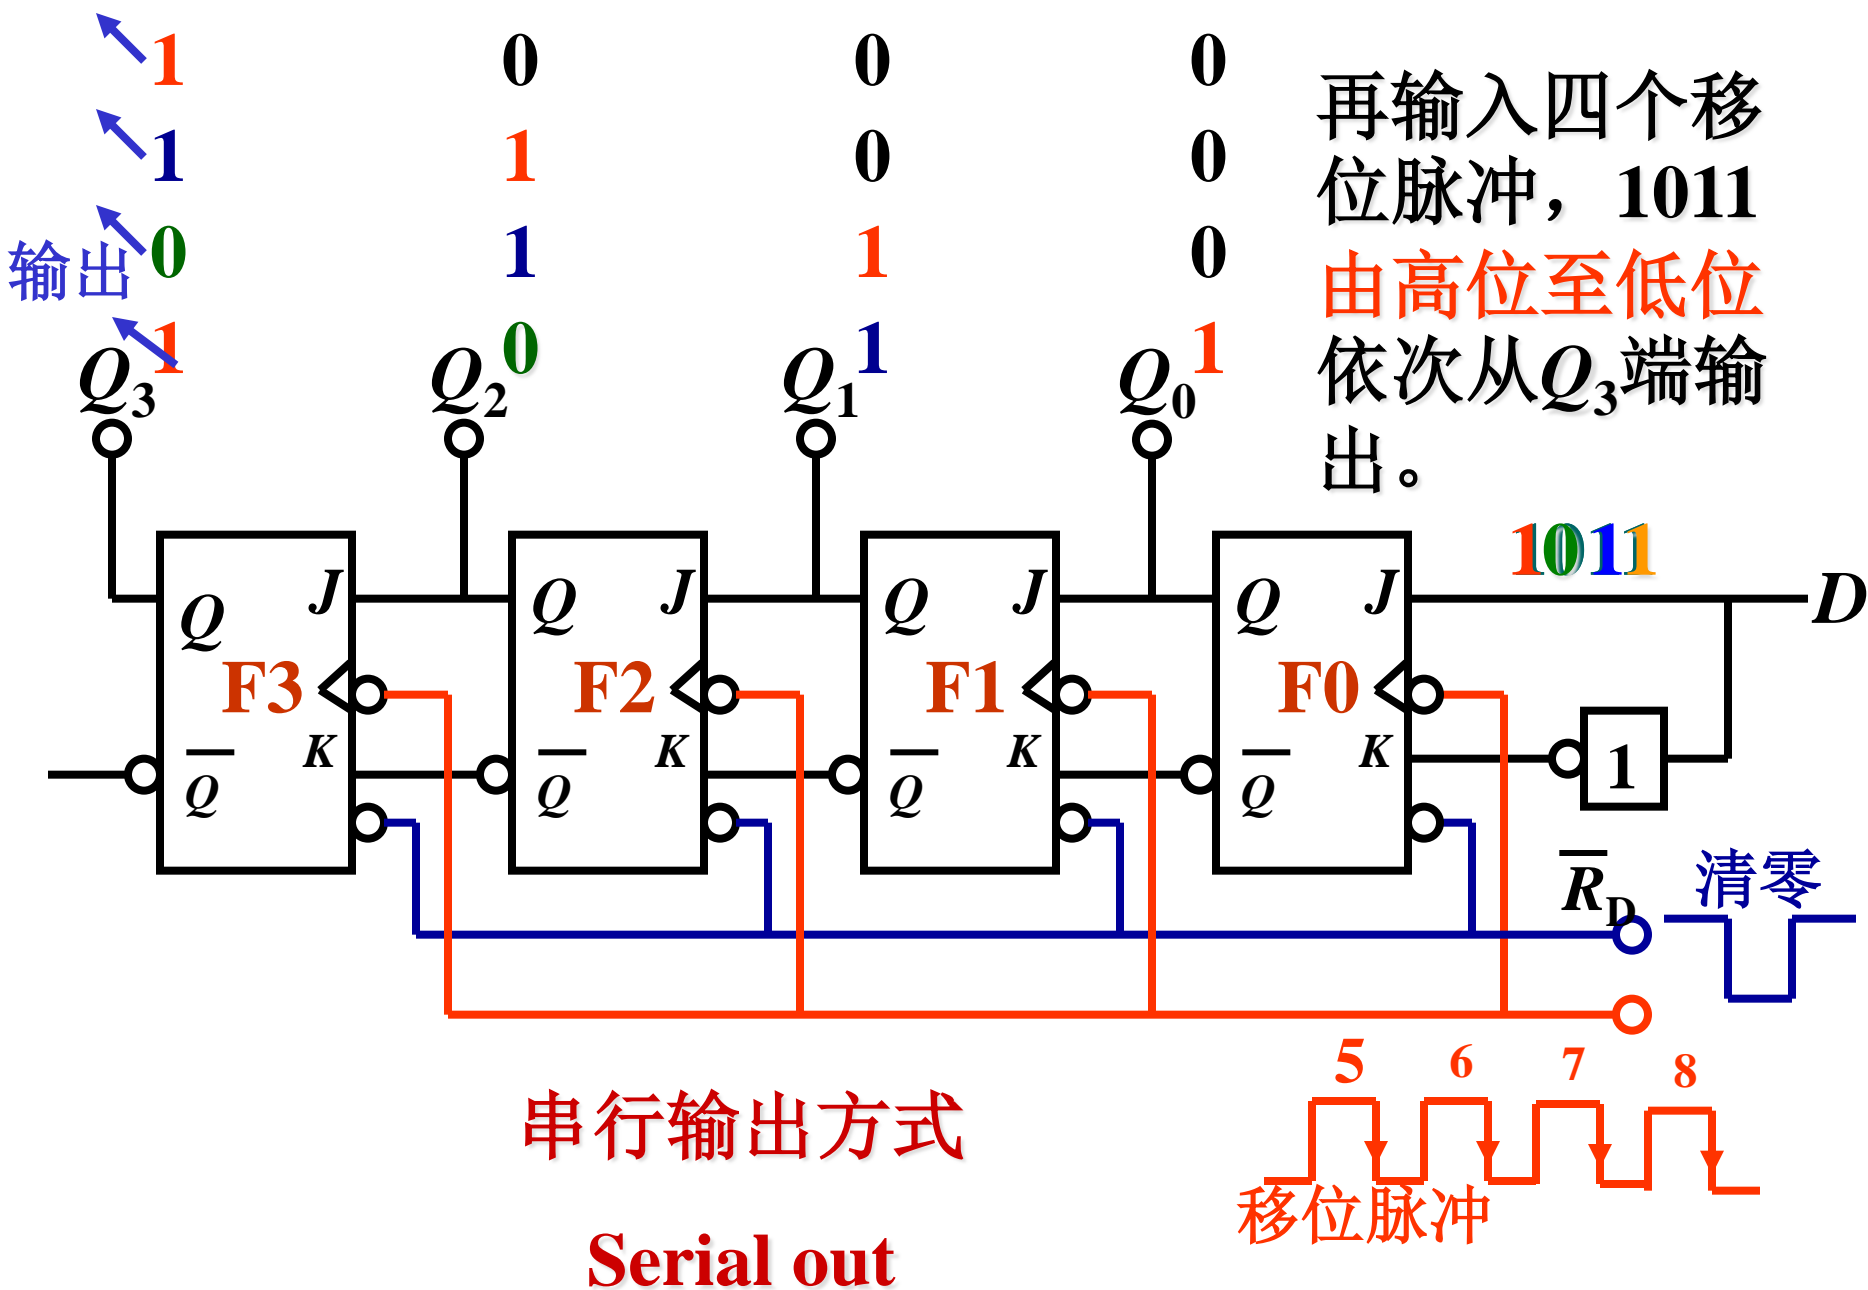 1 0 0 0
1 1 0 0
0 1 1 0
输出
1 0 1 1
Q3 Q2 Q1 Q0
再输入四个移
位脉冲，1011
由高位至低位
依次从Q3端输
出。
1011
Q J Q J Q J Q J D
F3 F2 F1 F0
K K K K 1
Q̅ Q̅ Q̅ Q̅
R̅D 清零
5 6 7 8
移位脉冲
串行输出方式
Serial out